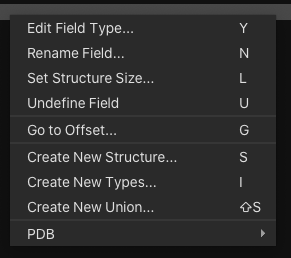 Edit Field Type... Y
Rename Field... N
Set Structure Size... L
Undefine Field U
Go to Offset... G
Create New Structure... S
Create New Types... I
Create New Union... ⇧S
PDB